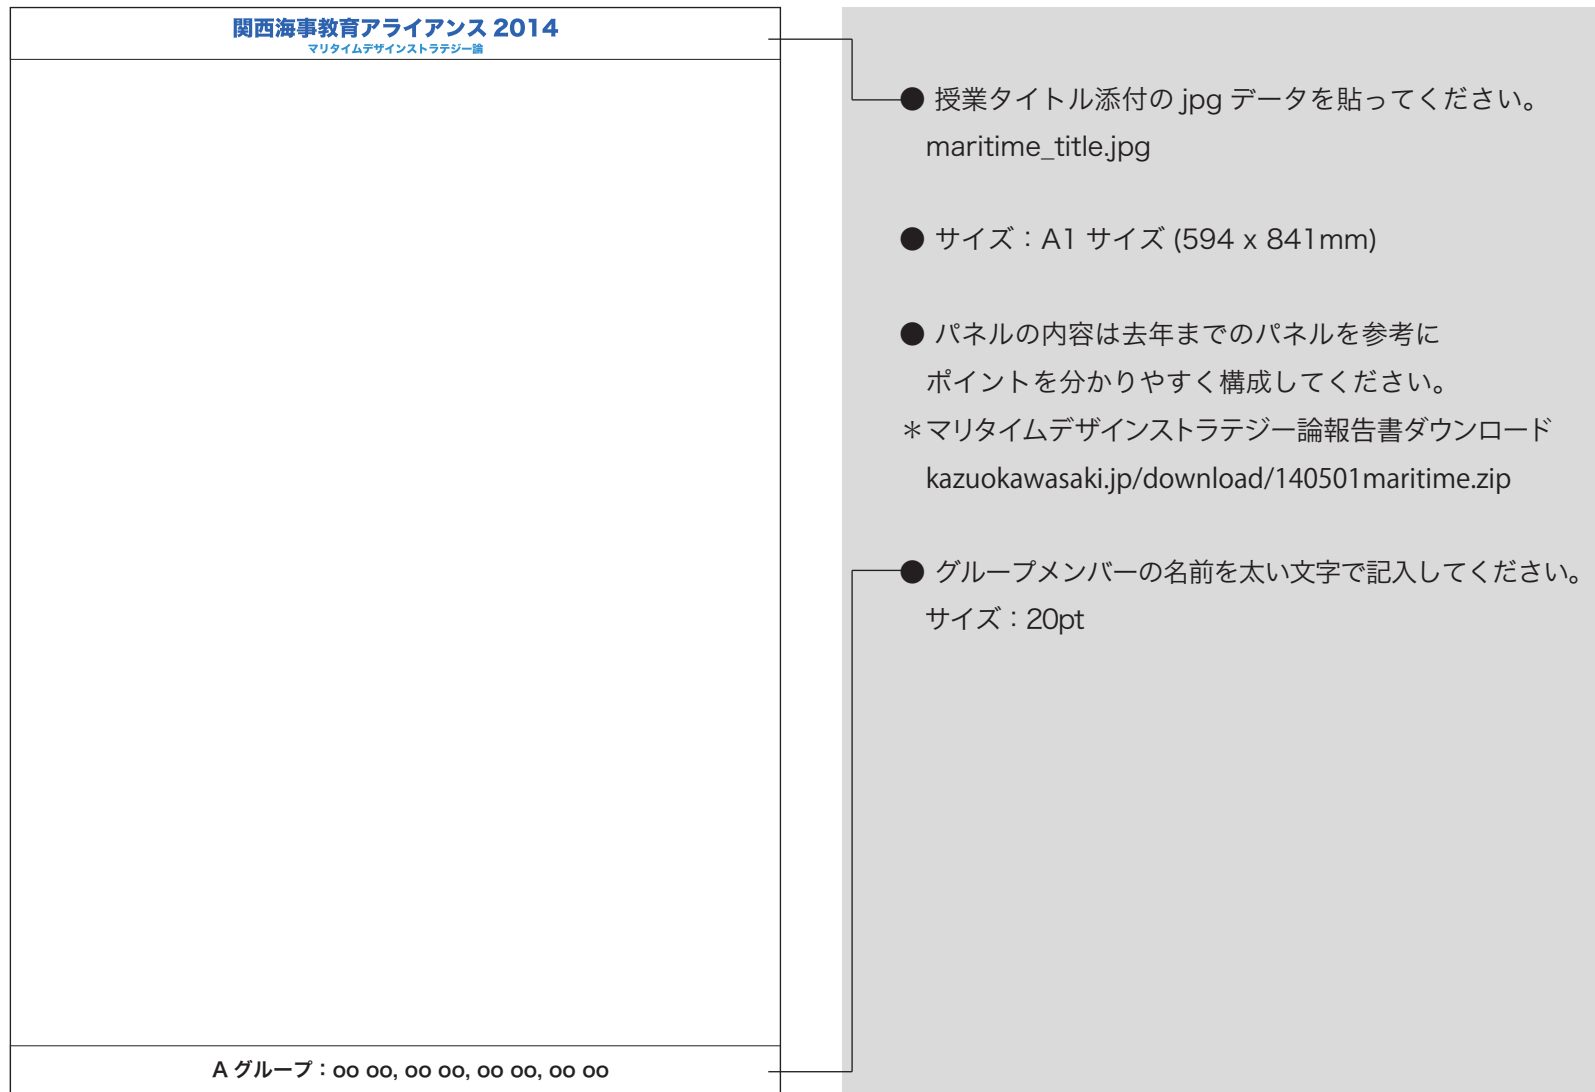 関西海事教育アライアンス 2014
マリタイムデザインストラテジー論
● 授業タイトル添付の jpg データを貼ってください。
maritime_title.jpg
● サイズ：A1 サイズ (594 x 841mm)
● パネルの内容は去年までのパネルを参考に
ポイントを分かりやすく構成してください。
＊マリタイムデザインストラテジー論報告書ダウンロード
kazuokawasaki.jp/download/140501maritime.zip
● グループメンバーの名前を太い文字で記入してください。
サイズ：20pt
A グループ：oo oo, oo oo, oo oo, oo oo